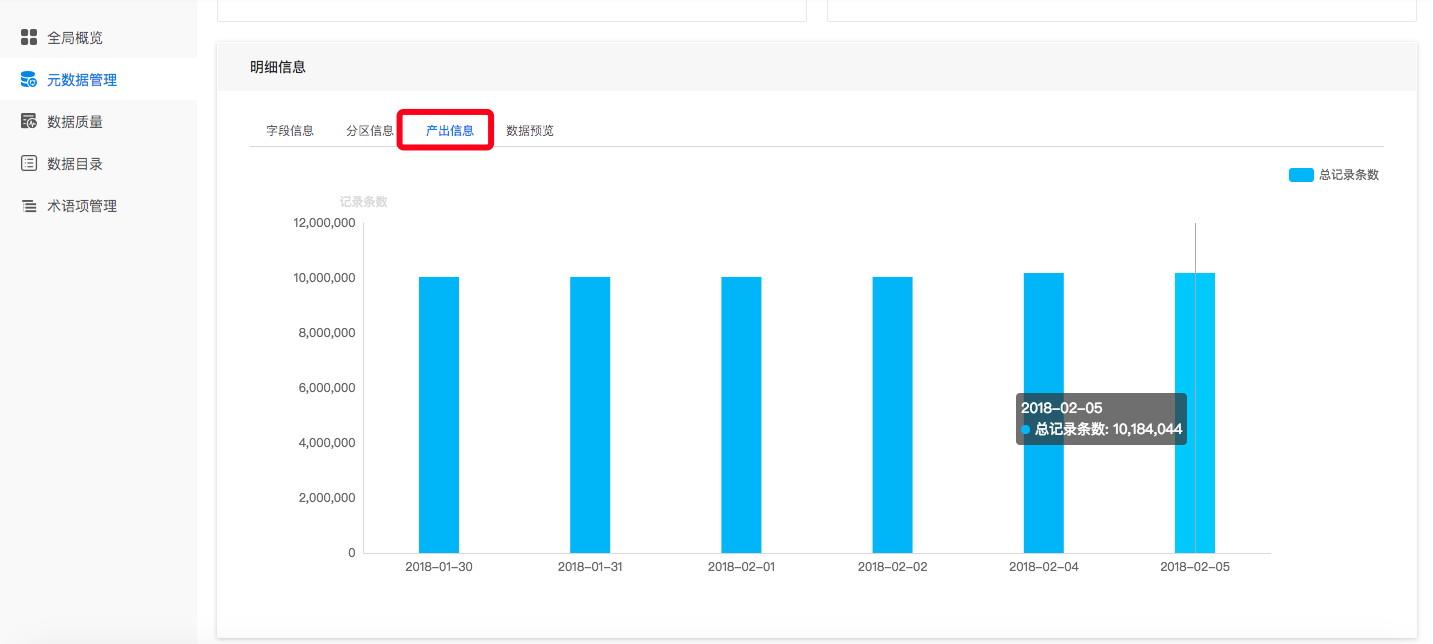 全局概览
元数据管理
数据质量
数据目录
术语项管理
明细信息
字段信息 分区信息 产出信息 数据预览
总记录条数
记录条数
12,000,000
10,000,000
8,000,000
6,000,000
4,000,000
2,000,000
0
2018-02-05
总记录条数: 10,184,044
2018-01-30 2018-01-31 2018-02-01 2018-02-02 2018-02-04 2018-02-05